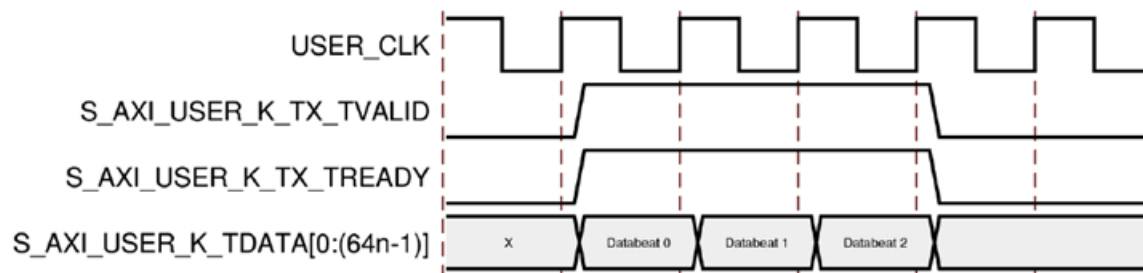 USER_CLK
S_AXI_USER_K_TX_TVALID
S_AXI_USER_K_TX_TREADY
S_AXI_USER_K_TDATA[0:(64n-1)] X Databeat 0 Databeat 1 Databeat 2